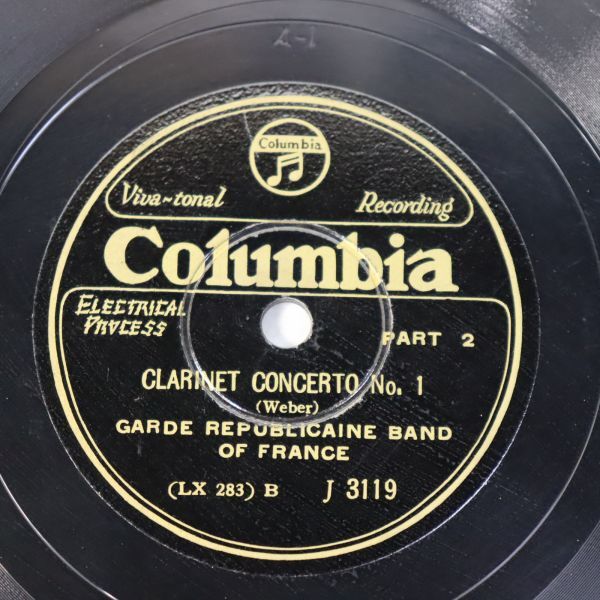 A-1
Columbia
Viva-tonal Recording
Columbia
ELECTRICAL
PROCESS
PART 2
CLARINET CONCERTO No. 1
(Weber)
GARDE REPUBLICAINE BAND
OF FRANCE
(LX 283) B J 3119